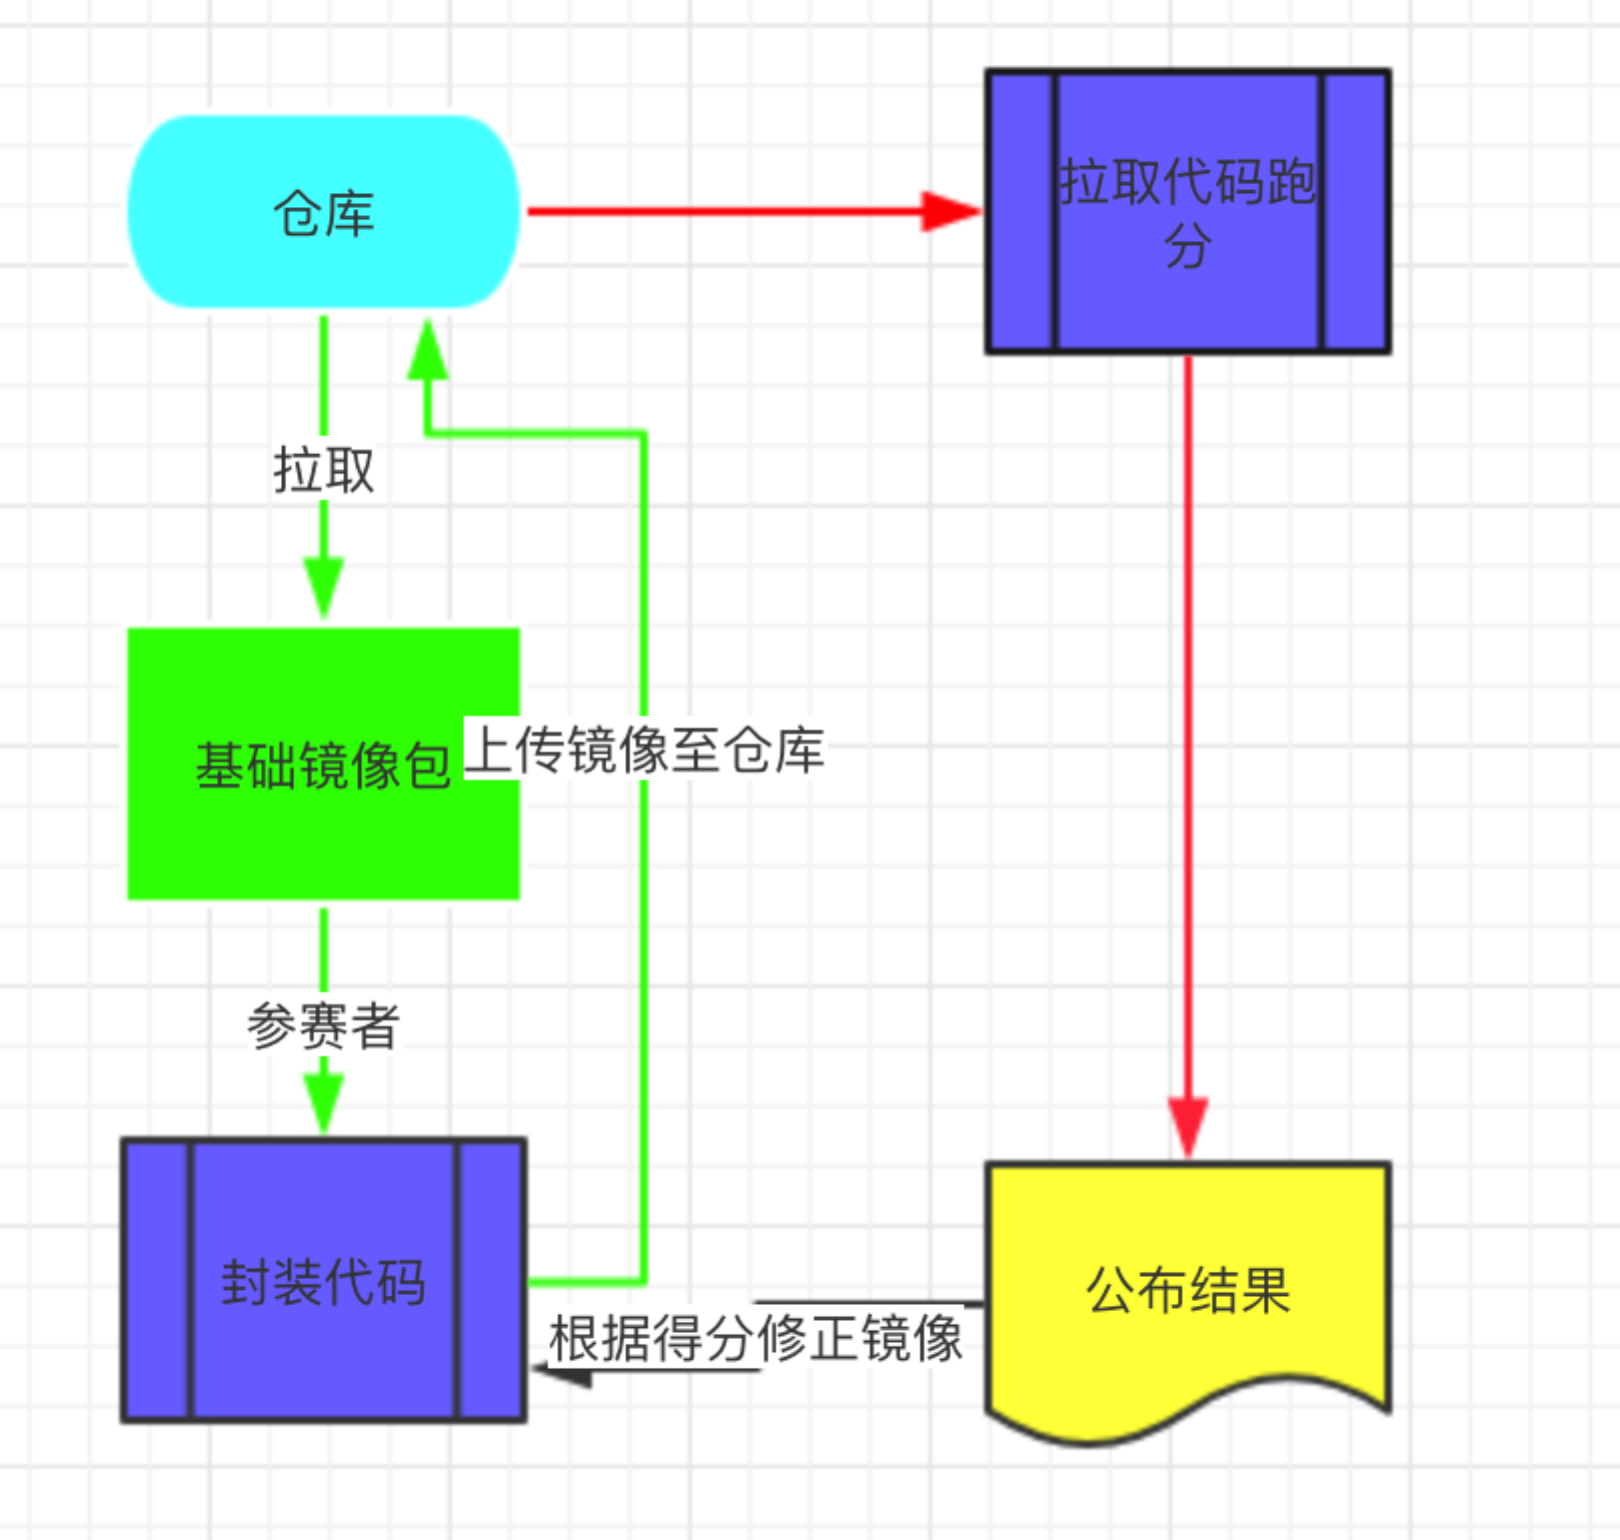 仓库
拉取代码跑
分
拉取
基础镜像包
上传镜像至仓库
参赛者
封装代码
公布结果
根据得分修正镜像